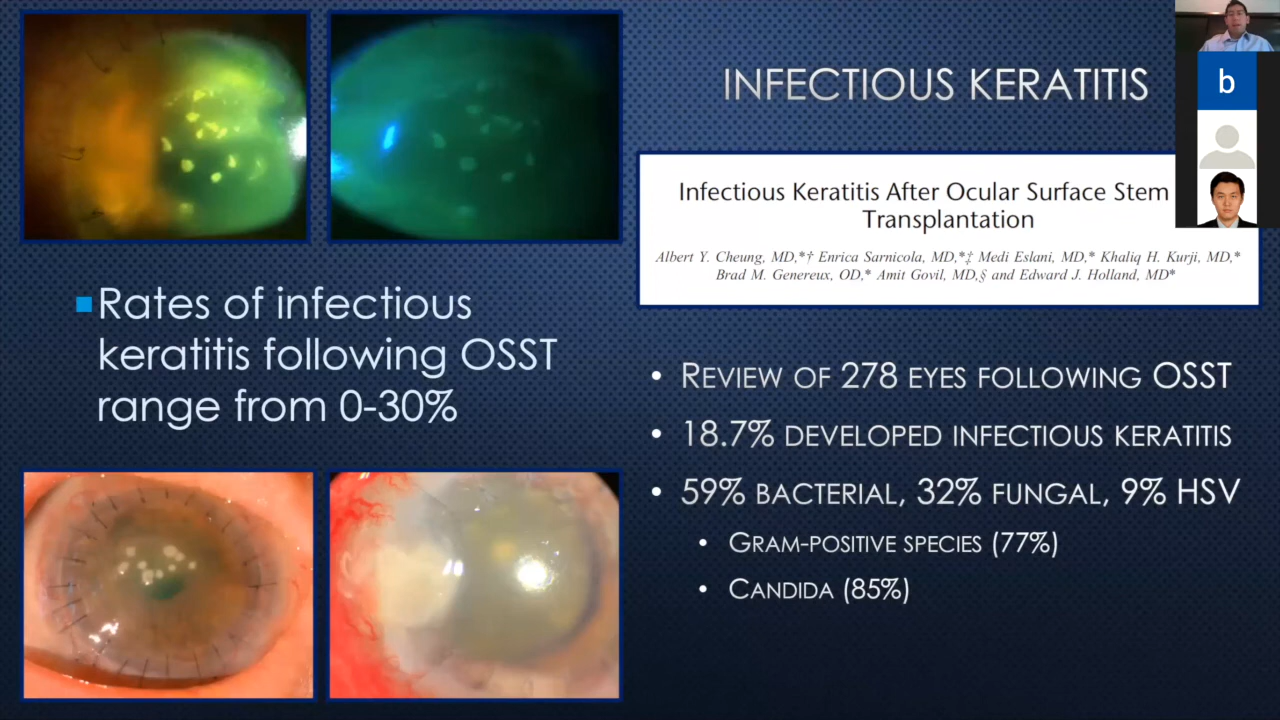 INFECTIOUS KERATITIS
b
Infectious Keratitis After Ocular Surface Stem
Transplantation
Albert Y. Cheung, MD,*† Enrica Sarnicola, MD,*‡ Medi Eslani, MD,* Khaliq H. Kurji, MD,*
Brad M. Genereux, OD,* Amit Govil, MD,§ and Edward J. Holland, MD*
Rates of infectious
keratitis following OSST
range from 0-30%
• REVIEW OF 278 EYES FOLLOWING OSST
• 18.7% DEVELOPED INFECTIOUS KERATITIS
• 59% BACTERIAL, 32% FUNGAL, 9% HSV
• GRAM-POSITIVE SPECIES (77%)
• CANDIDA (85%)